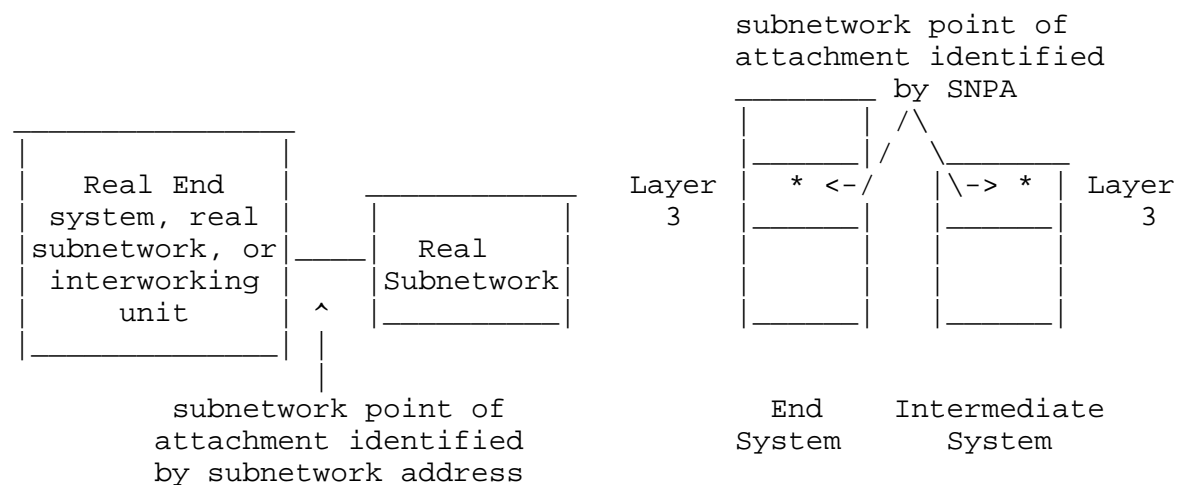 subnetwork point of
attachment identified
by SNPA
Real End
system, real
subnetwork, or
interworking
unit
Real
Subnetwork
subnetwork point of
attachment identified
by subnetwork address
Layer
3
* <-/
\-> *
Layer
3
End
System
Intermediate
System